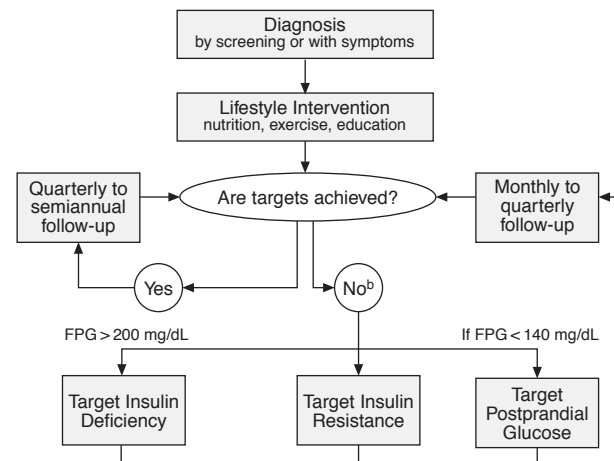 Diagnosis
by screening or with symptoms
Lifestyle Intervention
nutrition, exercise, education
Quarterly to
semiannual
follow-up
Are targets achieved?
Monthly to
quarterly
follow-up
Yes
Noᵇ
FPG > 200 mg/dL
If FPG < 140 mg/dL
Target Insulin
Deficiency
Target Insulin
Resistance
Target
Postprandial
Glucose